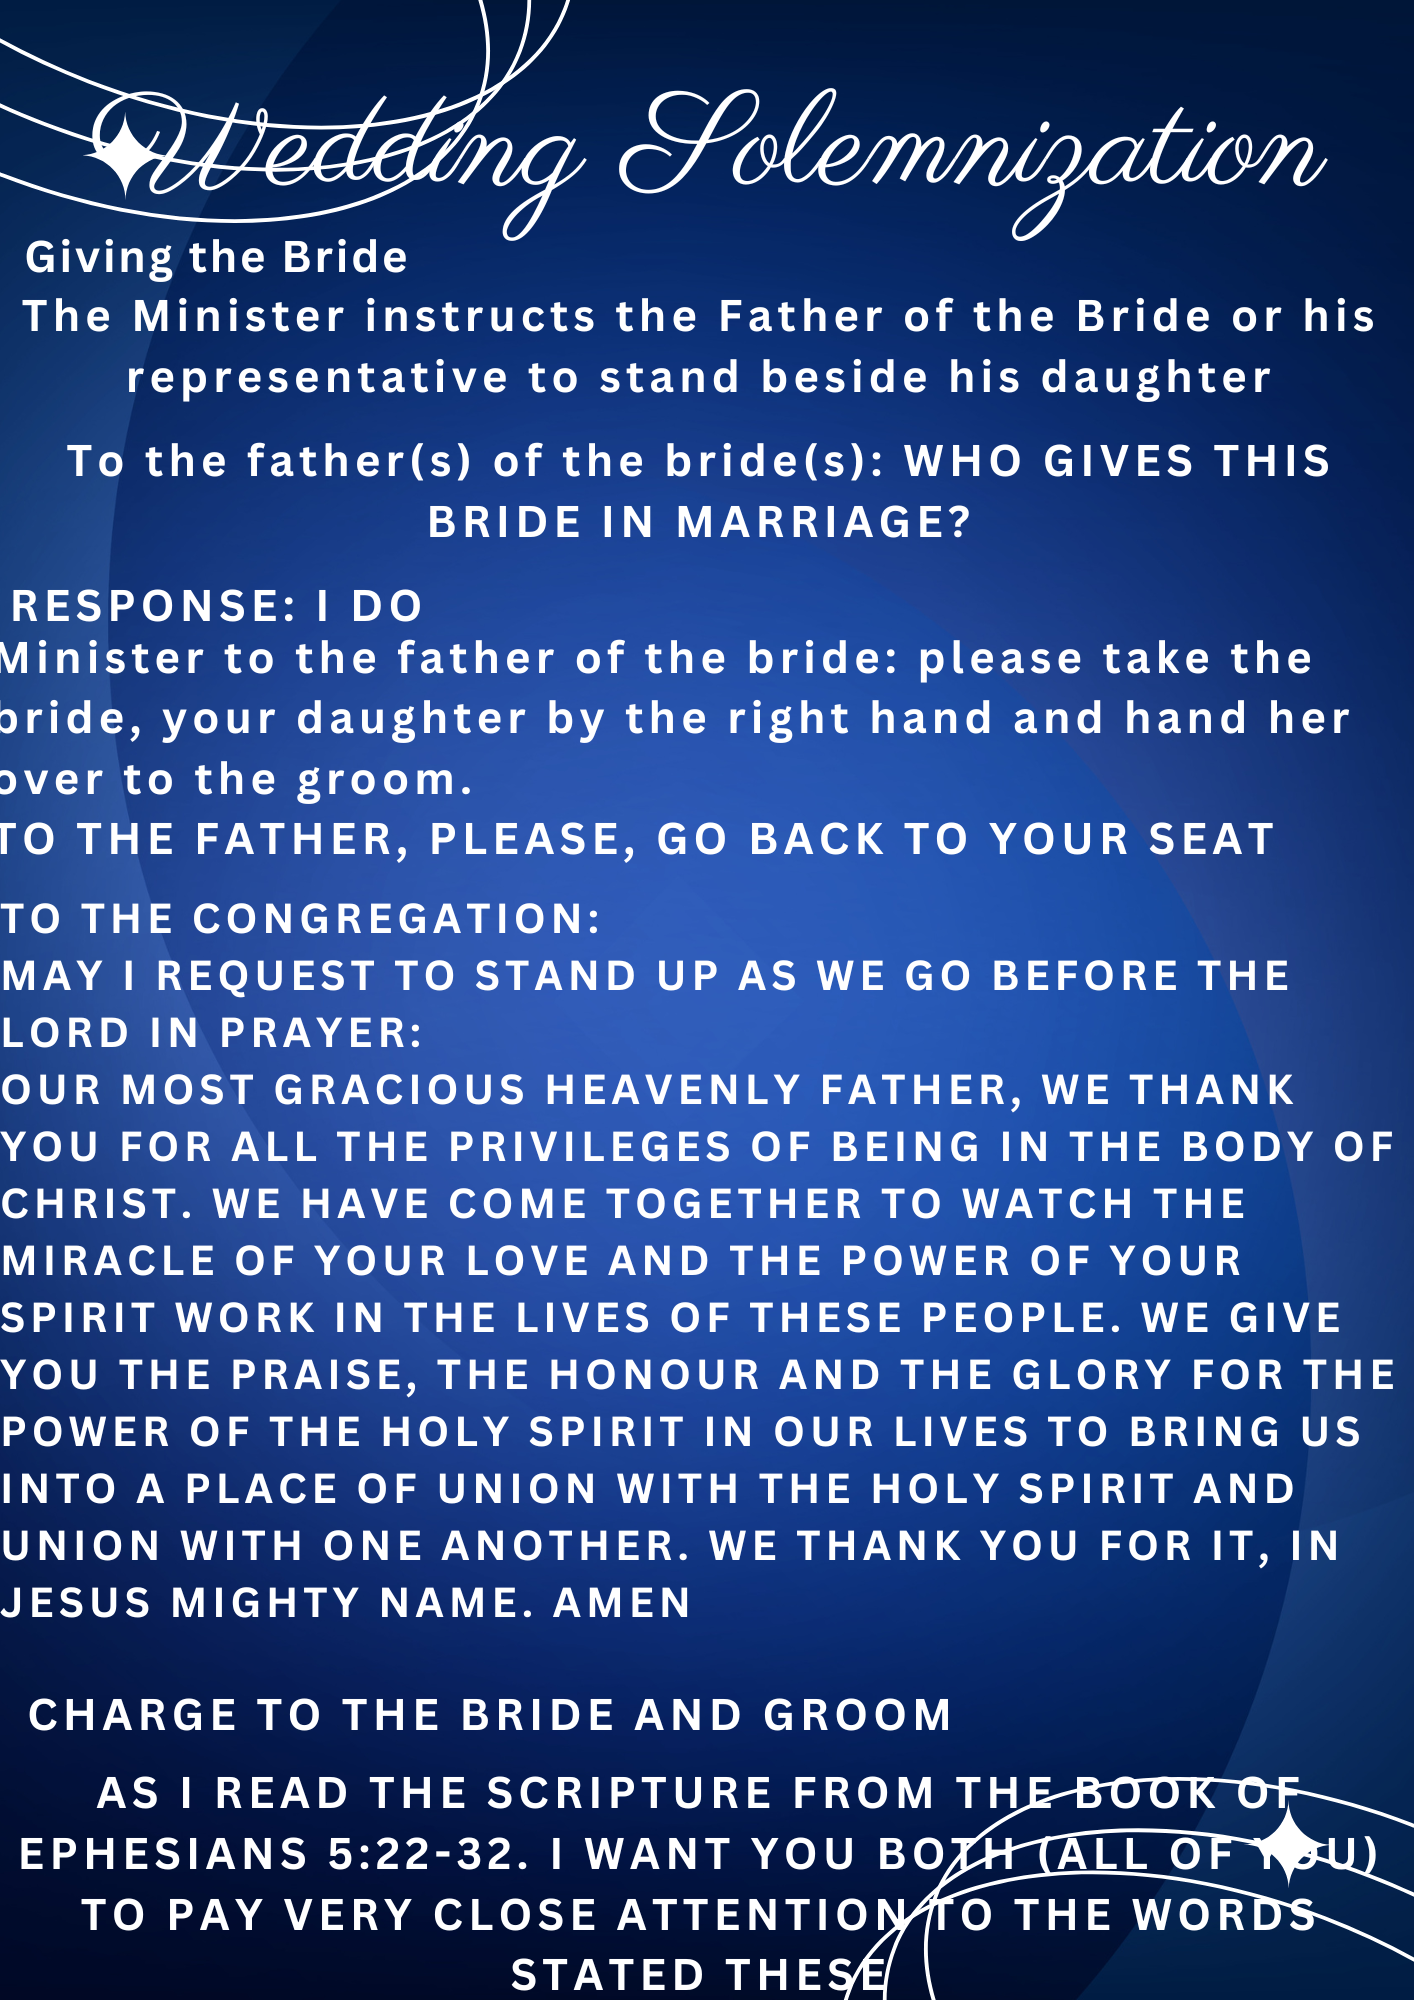 Wedding Solemnization
Giving the Bride
The Minister instructs the Father of the Bride or his
representative to stand beside his daughter
To the father(s) of the bride(s): WHO GIVES THIS
BRIDE IN MARRIAGE?
RESPONSE: I DO
Minister to the father of the bride: please take the
bride, your daughter by the right hand and hand her
over to the groom.
TO THE FATHER, PLEASE, GO BACK TO YOUR SEAT
TO THE CONGREGATION:
MAY I REQUEST TO STAND UP AS WE GO BEFORE THE
LORD IN PRAYER:
OUR MOST GRACIOUS HEAVENLY FATHER, WE THANK
YOU FOR ALL THE PRIVILEGES OF BEING IN THE BODY OF
CHRIST. WE HAVE COME TOGETHER TO WATCH THE
MIRACLE OF YOUR LOVE AND THE POWER OF YOUR
SPIRIT WORK IN THE LIVES OF THESE PEOPLE. WE GIVE
YOU THE PRAISE, THE HONOUR AND THE GLORY FOR THE
POWER OF THE HOLY SPIRIT IN OUR LIVES TO BRING US
INTO A PLACE OF UNION WITH THE HOLY SPIRIT AND
UNION WITH ONE ANOTHER. WE THANK YOU FOR IT, IN
JESUS MIGHTY NAME. AMEN
CHARGE TO THE BRIDE AND GROOM
AS I READ THE SCRIPTURE FROM THE BOOK OF
EPHESIANS 5:22-32. I WANT YOU BOTH (ALL OF YOU)
TO PAY VERY CLOSE ATTENTION TO THE WORDS
STATED THESE